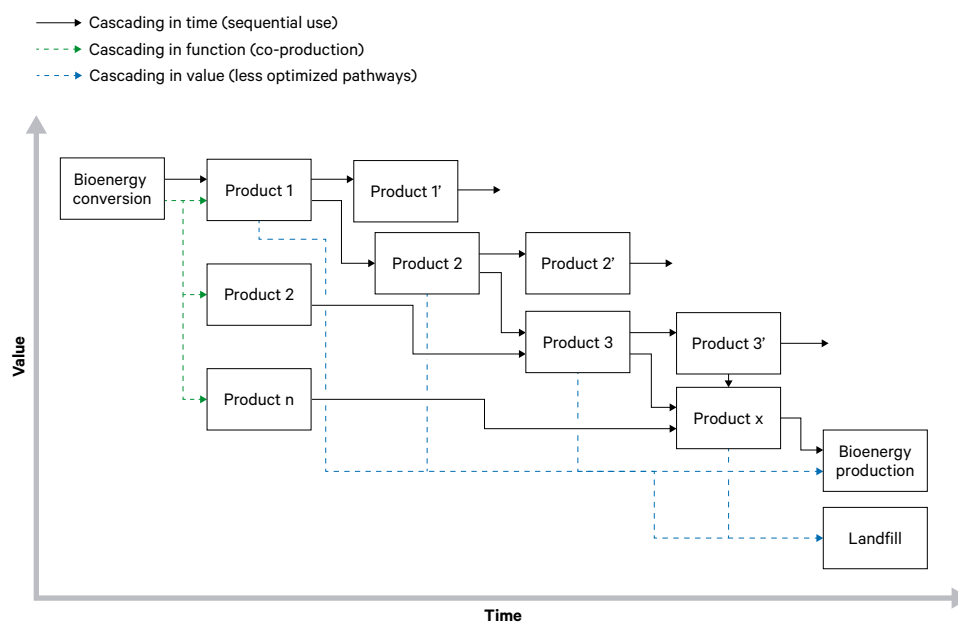 Cascading in time (sequential use)
Cascading in function (co-production)
Cascading in value (less optimized pathways)
Value
Bioenergy
conversion
Product 1
Product 1'
Product 2
Product 2'
Product 2
Product 3
Product 3'
Product n
Product x
Bioenergy
production
Landfill
Time